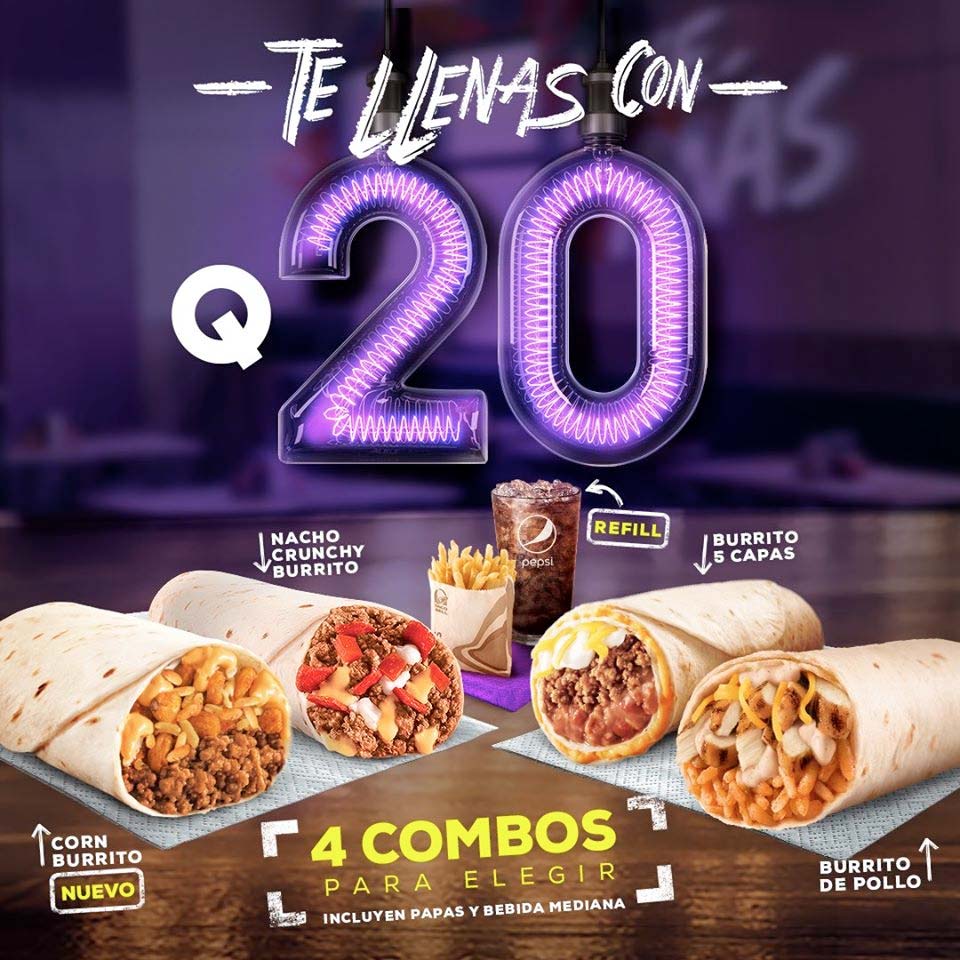 TE LLENAS CON
Q20
NACHO
CRUNCHY
BURRITO
REFILL
BURRITO
5 CAPAS
pepsi
CORN
BURRITO
NUEVO
4 COMBOS
PARA ELEGIR
INCLUYEN PAPAS Y BEBIDA MEDIANA
BURRITO
DE POLLO